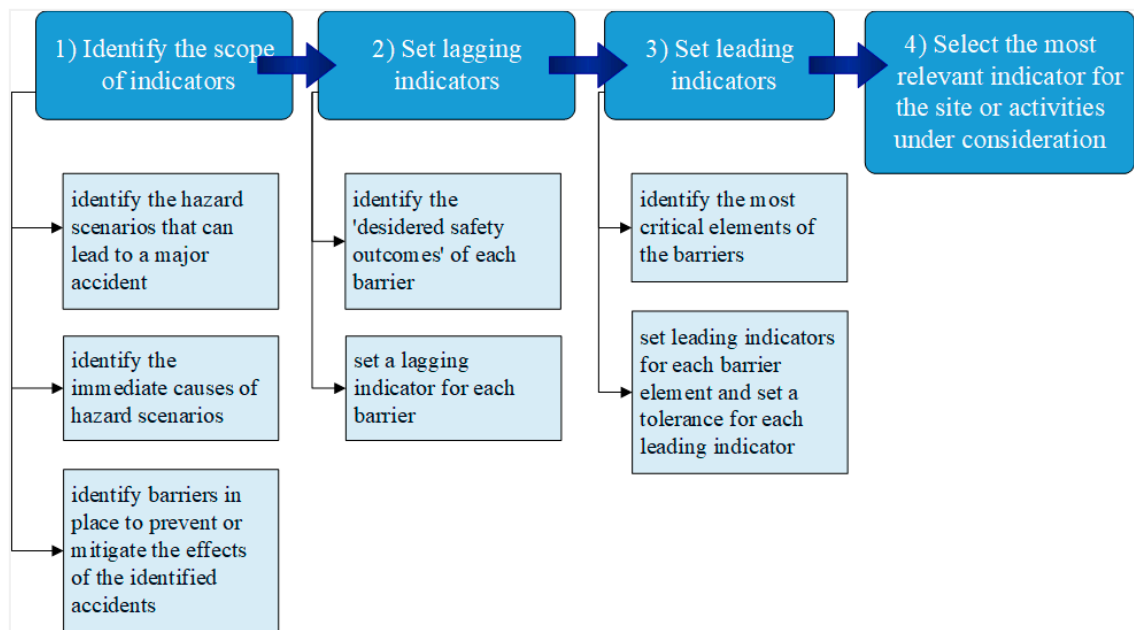 1) Identify the scope
of indicators
2) Set lagging
indicators
3) Set leading
indicators
4) Select the most
relevant indicator for
the site or activities
under consideration
identify the hazard
scenarios that can
lead to a major
accident
identify the
immediate causes of
hazard scenarios
identify barriers in
place to prevent or
mitigate the effects
of the identified
accidents
identify the
'desidered safety
outcomes' of each
barrier
set a lagging
indicator for each
barrier
identify the most
critical elements of
the barriers
set leading indicators
for each barrier
element and set a
tolerance for each
leading indicator